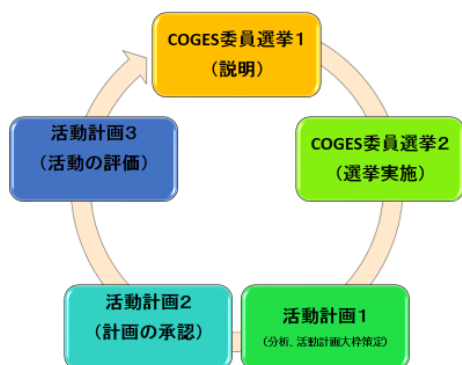 COGES委員選挙1
（説明）
COGES委員選挙2
（選挙実施）
活動計画1
（分析、活動計画大枠策定）
活動計画2
（計画の承認）
活動計画3
（活動の評価）